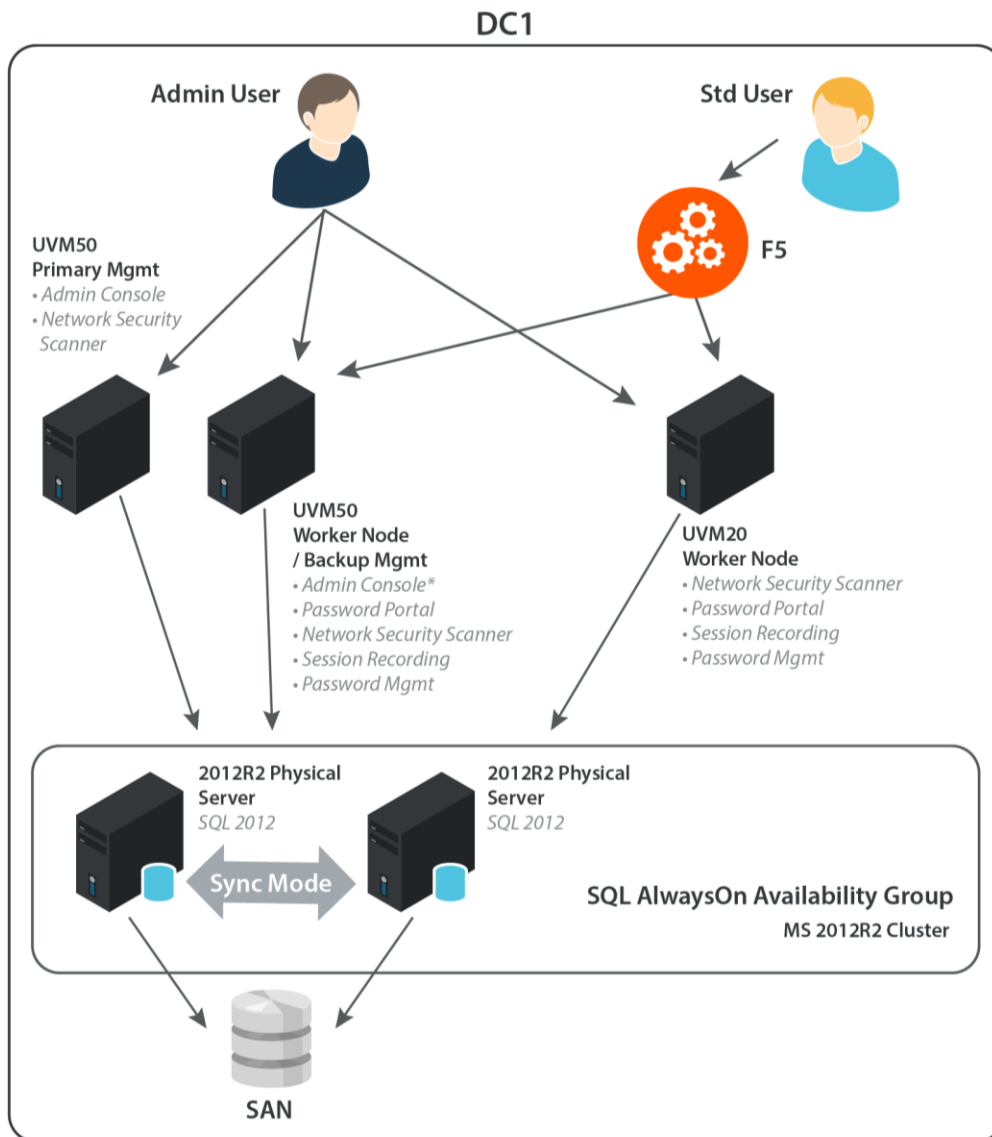 DC1
Admin User
Std User
F5
UVM50
Primary Mgmt
• Admin Console
• Network Security
Scanner
UVM50
Worker Node
/ Backup Mgmt
• Admin Console*
• Password Portal
• Network Security Scanner
• Session Recording
• Password Mgmt
UVM20
Worker Node
• Network Security Scanner
• Password Portal
• Session Recording
• Password Mgmt
2012R2 Physical
Server
SQL 2012
2012R2 Physical
Server
SQL 2012
Sync Mode
SQL AlwaysOn Availability Group
MS 2012R2 Cluster
SAN